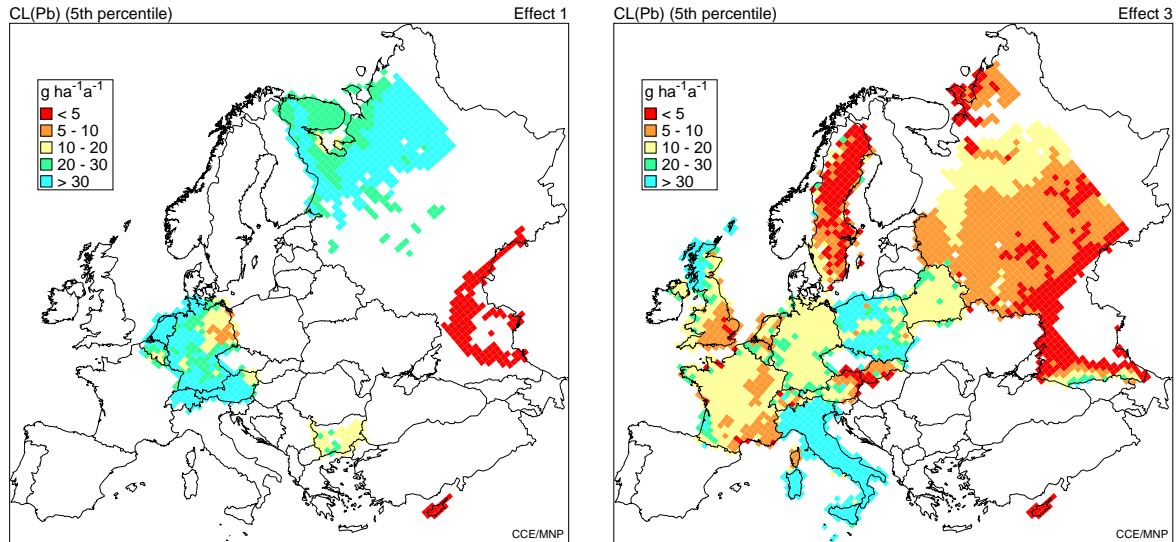 CL(Pb) (5th percentile) Effect 1
g ha⁻¹a⁻¹
< 5
5 - 10
10 - 20
20 - 30
> 30
CCE/MNP
CL(Pb) (5th percentile) Effect 3
g ha⁻¹a⁻¹
< 5
5 - 10
10 - 20
20 - 30
> 30
CCE/MNP